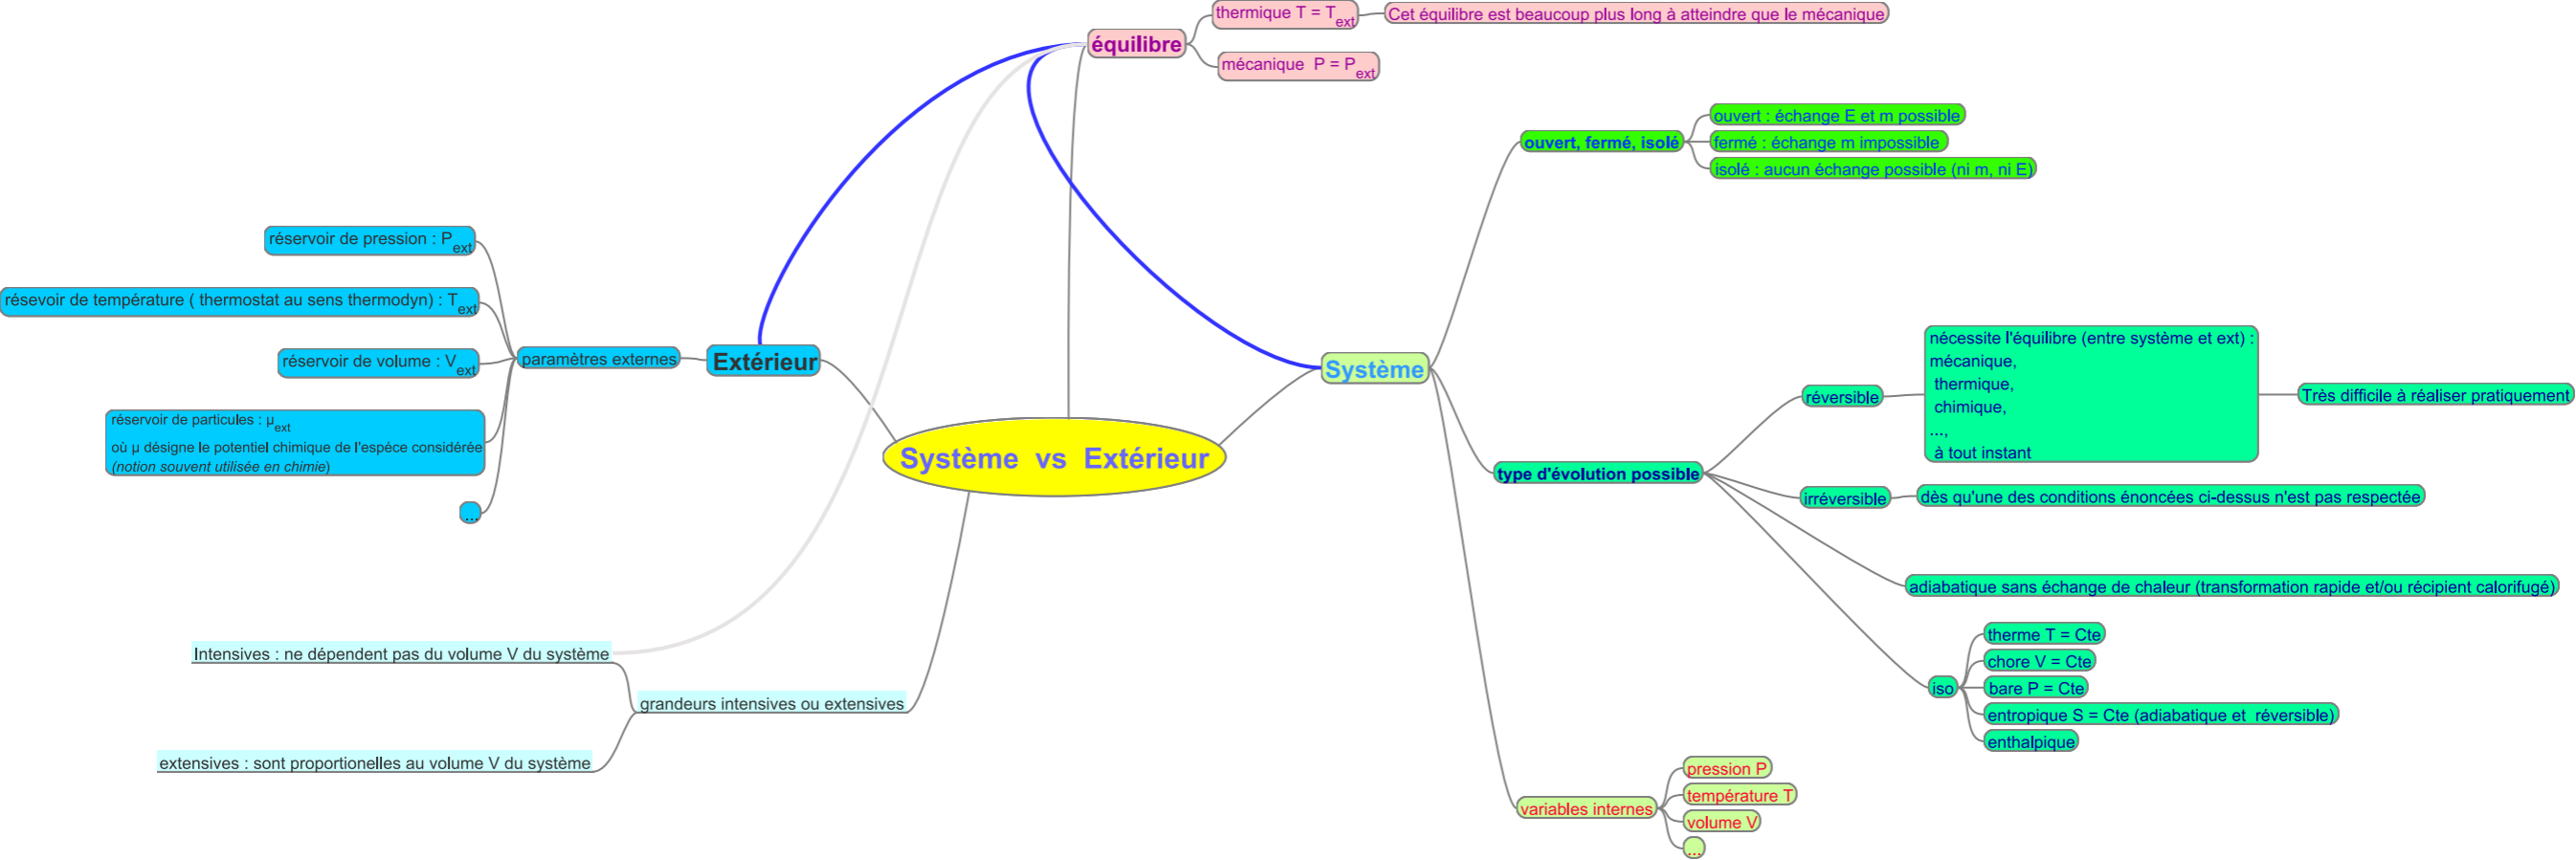 thermique T = T_ext
Cet équilibre est beaucoup plus long à atteindre que le mécanique
équilibre
mécanique  P = P_ext
ouvert, fermé, isolé
ouvert : échange E et m possible
fermé : échange m impossible
isolé : aucun échange possible (ni m, ni E)
réservoir de pression : P_ext
résevoir de température ( thermostat au sens thermodyn) : T_ext
réservoir de volume : V_ext
réservoir de particules : µ_ext
où µ désigne le potentiel chimique de l'espéce considérée
(notion souvent utilisée en chimie)
...
paramètres externes
Extérieur
Système  vs  Extérieur
Système
type d'évolution possible
réversible
nécessite l'équilibre (entre système et ext) :
mécanique,
thermique,
chimique,
...,
à tout instant
Très difficile à réaliser pratiquement
irréversible
dès qu'une des conditions énoncées ci-dessus n'est pas respectée
adiabatique sans échange de chaleur (transformation rapide et/ou récipient calorifugé)
iso
therme T = Cte
chore V = Cte
bare P = Cte
entropique S = Cte (adiabatique et  réversible)
enthalpique
Intensives : ne dépendent pas du volume V du système
grandeurs intensives ou extensives
extensives : sont proportionelles au volume V du système
variables internes
pression P
température T
volume V
...